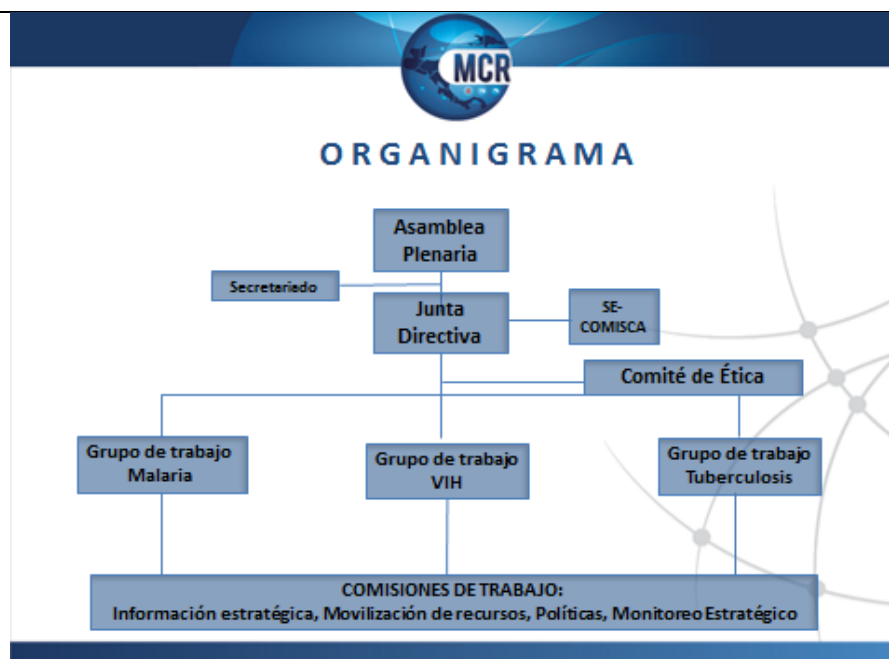 MCR
ORGANIGRAMA
Asamblea
Plenaria
Secretariado
Junta
Directiva
SE-
COMISCA
Comité de Ética
Grupo de trabajo
Malaria
Grupo de trabajo
VIH
Grupo de trabajo
Tuberculosis
COMISIONES DE TRABAJO:
Información estratégica, Movilización de recursos, Políticas, Monitoreo Estratégico